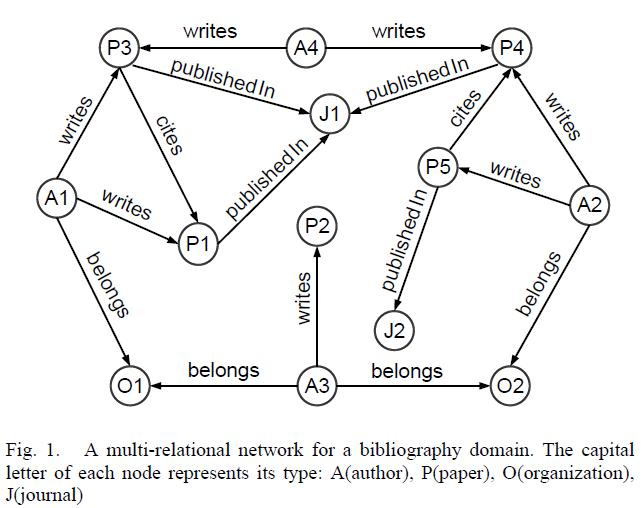 P3 writes A4 writes P4
publishedIn publishedIn
J1
writes cites cites writes
publishedIn
P5 writes
A1 writes A2
P1 P2
publishedIn
belongs writes belongs
J2
O1 belongs A3 belongs O2
Fig. 1. A multi-relational network for a bibliography domain. The capital
letter of each node represents its type: A(author), P(paper), O(organization),
J(journal)